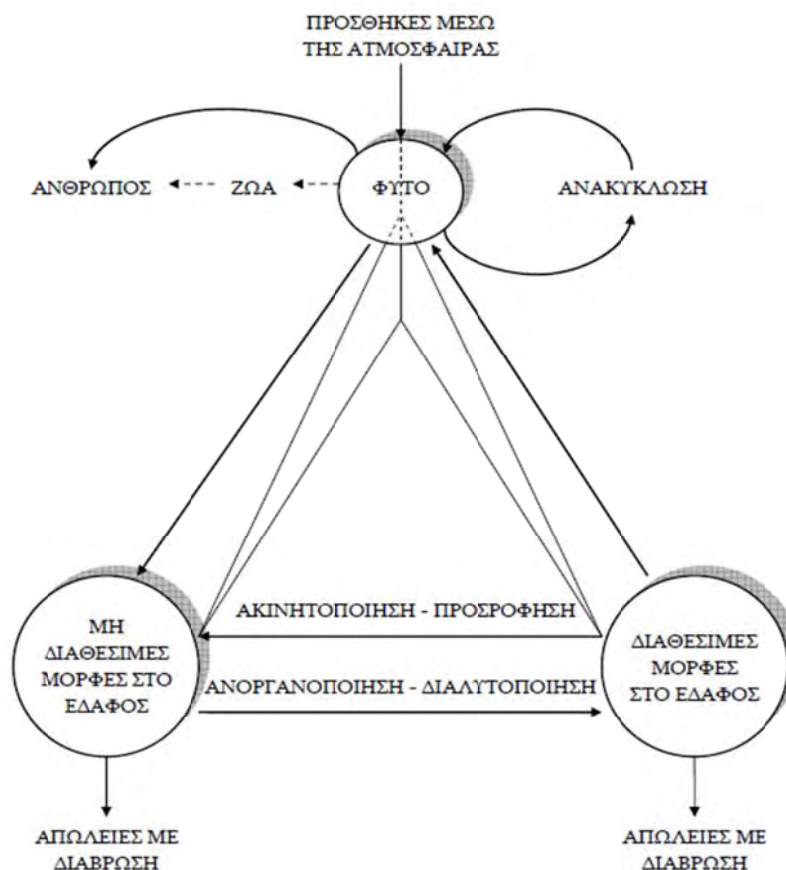 ΠΡΟΣΘΗΚΕΣ ΜΕΣΩ
ΤΗΣ ΑΤΜΟΣΦΑΙΡΑΣ
ΑΝΘΡΩΠΟΣ
ΖΩΑ
ΦΥΤΟ
ΑΝΑΚΥΚΛΩΣΗ
ΑΚΙΝΗΤΟΠΟΙΗΣΗ - ΠΡΟΣΡΟΦΗΣΗ
ΜΗ
ΔΙΑΘΕΣΙΜΕΣ
ΜΟΡΦΕΣ ΣΤΟ
ΕΔΑΦΟΣ
ΑΝΟΡΓΑΝΟΠΟΙΗΣΗ - ΔΙΑΛΥΤΟΠΟΙΗΣΗ
ΔΙΑΘΕΣΙΜΕΣ
ΜΟΡΦΕΣ
ΣΤΟ ΕΔΑΦΟΣ
ΑΠΩΛΕΙΕΣ ΜΕ
ΔΙΑΒΡΩΣΗ
ΑΠΩΛΕΙΕΣ ΜΕ
ΔΙΑΒΡΩΣΗ